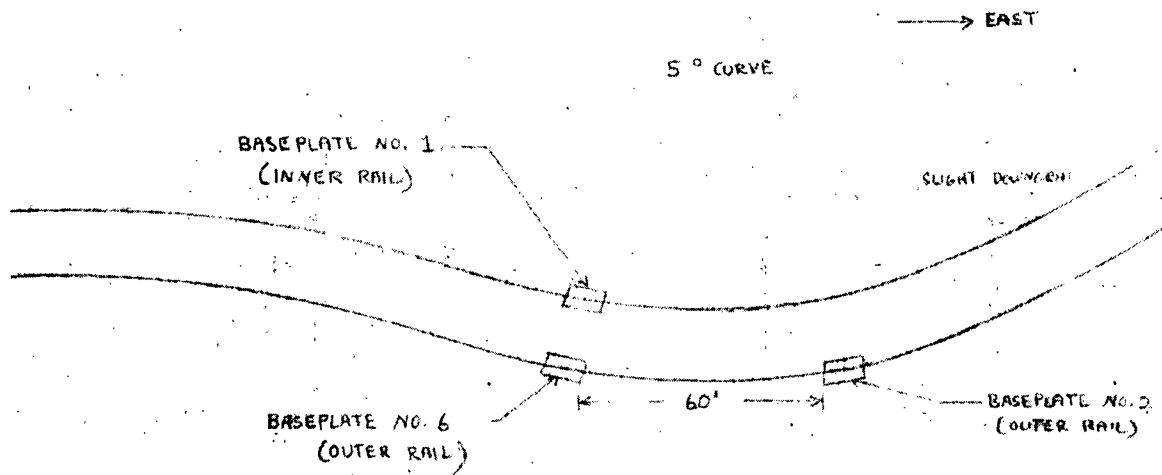 → EAST
5° CURVE
BASEPLATE NO. 1
(INNER RAIL)
SLIGHT
60'
BASEPLATE NO. 6
(OUTER RAIL)
BASEPLATE NO. 2
(OUTER RAIL)